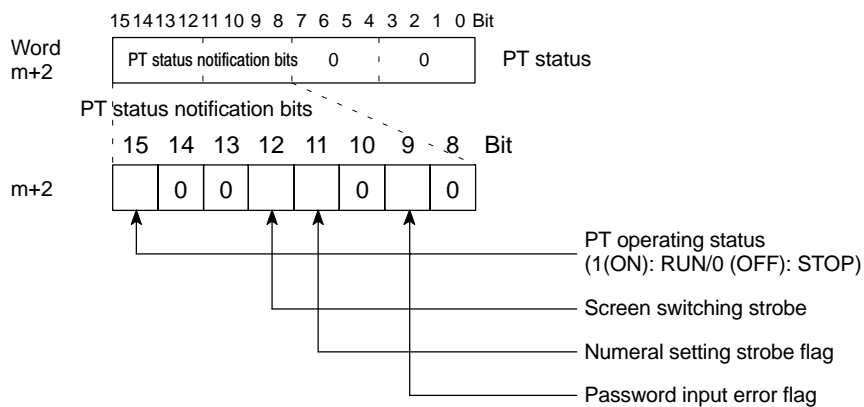 15 14 13 12 11 10 9 8 7 6 5 4 3 2 1 0 Bit
Word
m+2
PT status notification bits 0 0 PT status
PT status notification bits
15 14 13 12 11 10 9 8 Bit
m+2 0 0 0 0
PT operating status
(1(ON): RUN/0 (OFF): STOP)
Screen switching strobe
Numeral setting strobe flag
Password input error flag